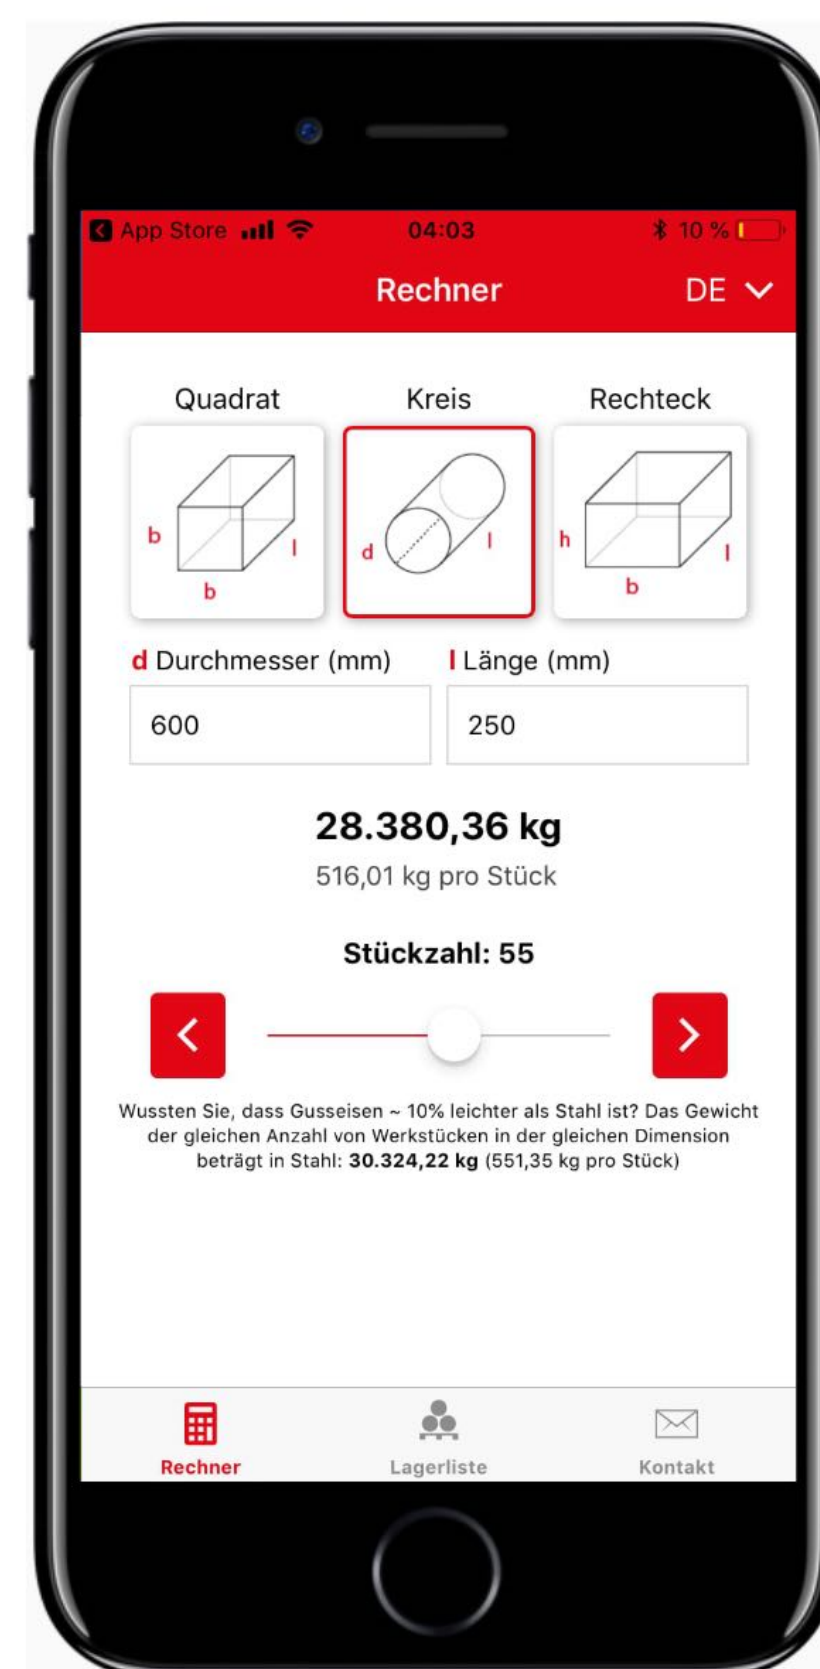 App Store 04:03 10 %
Rechner DE
Quadrat Kreis Rechteck
b b l
d l
h b l
d Durchmesser (mm) l Länge (mm)
600 250
28.380,36 kg
516,01 kg pro Stück
Stückzahl: 55
Wussten Sie, dass Gusseisen ~ 10% leichter als Stahl ist? Das Gewicht
der gleichen Anzahl von Werkstücken in der gleichen Dimension
beträgt in Stahl: 30.324,22 kg (551,35 kg pro Stück)
Rechner Lagerliste Kontakt